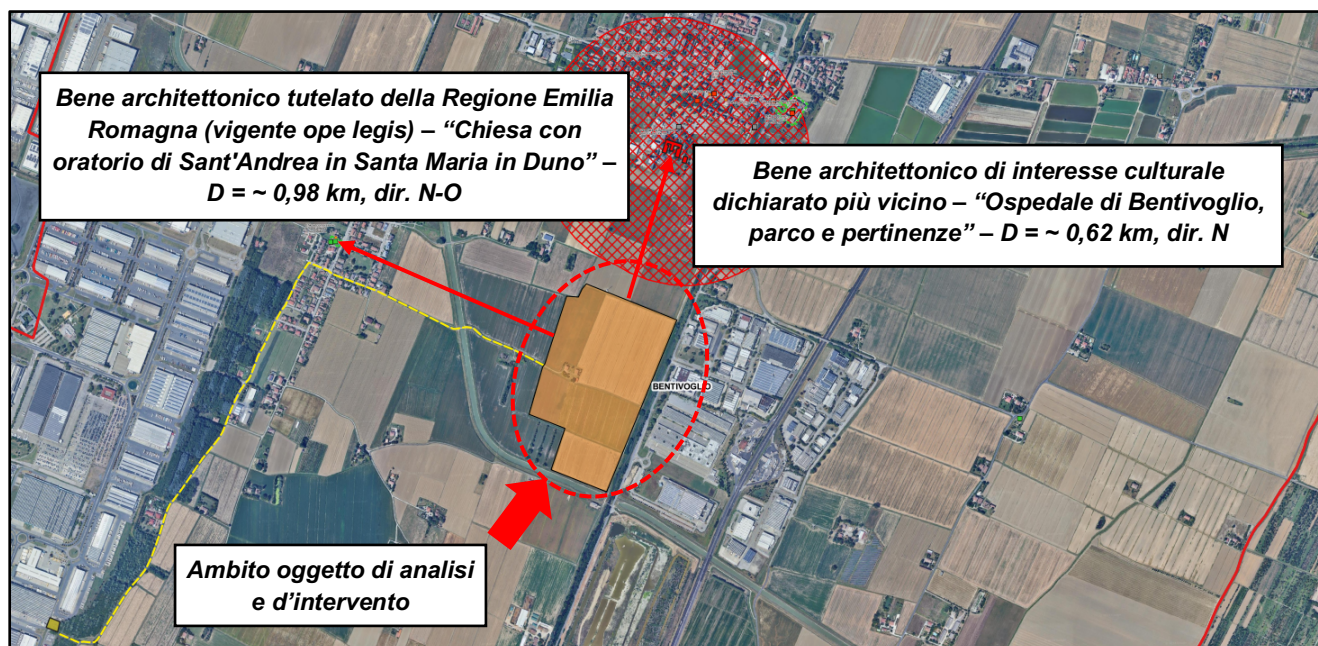 Bene architettonico tutelato della Regione Emilia
Romagna (vigente ope legis) – “Chiesa con
oratorio di Sant'Andrea in Santa Maria in Duno” –
D = ~ 0,98 km, dir. N-O
Bene architettonico di interesse culturale
dichiarato più vicino – “Ospedale di Bentivoglio,
parco e pertinenze” – D = ~ 0,62 km, dir. N
BENTIVOGLIO
Ambito oggetto di analisi
e d’intervento